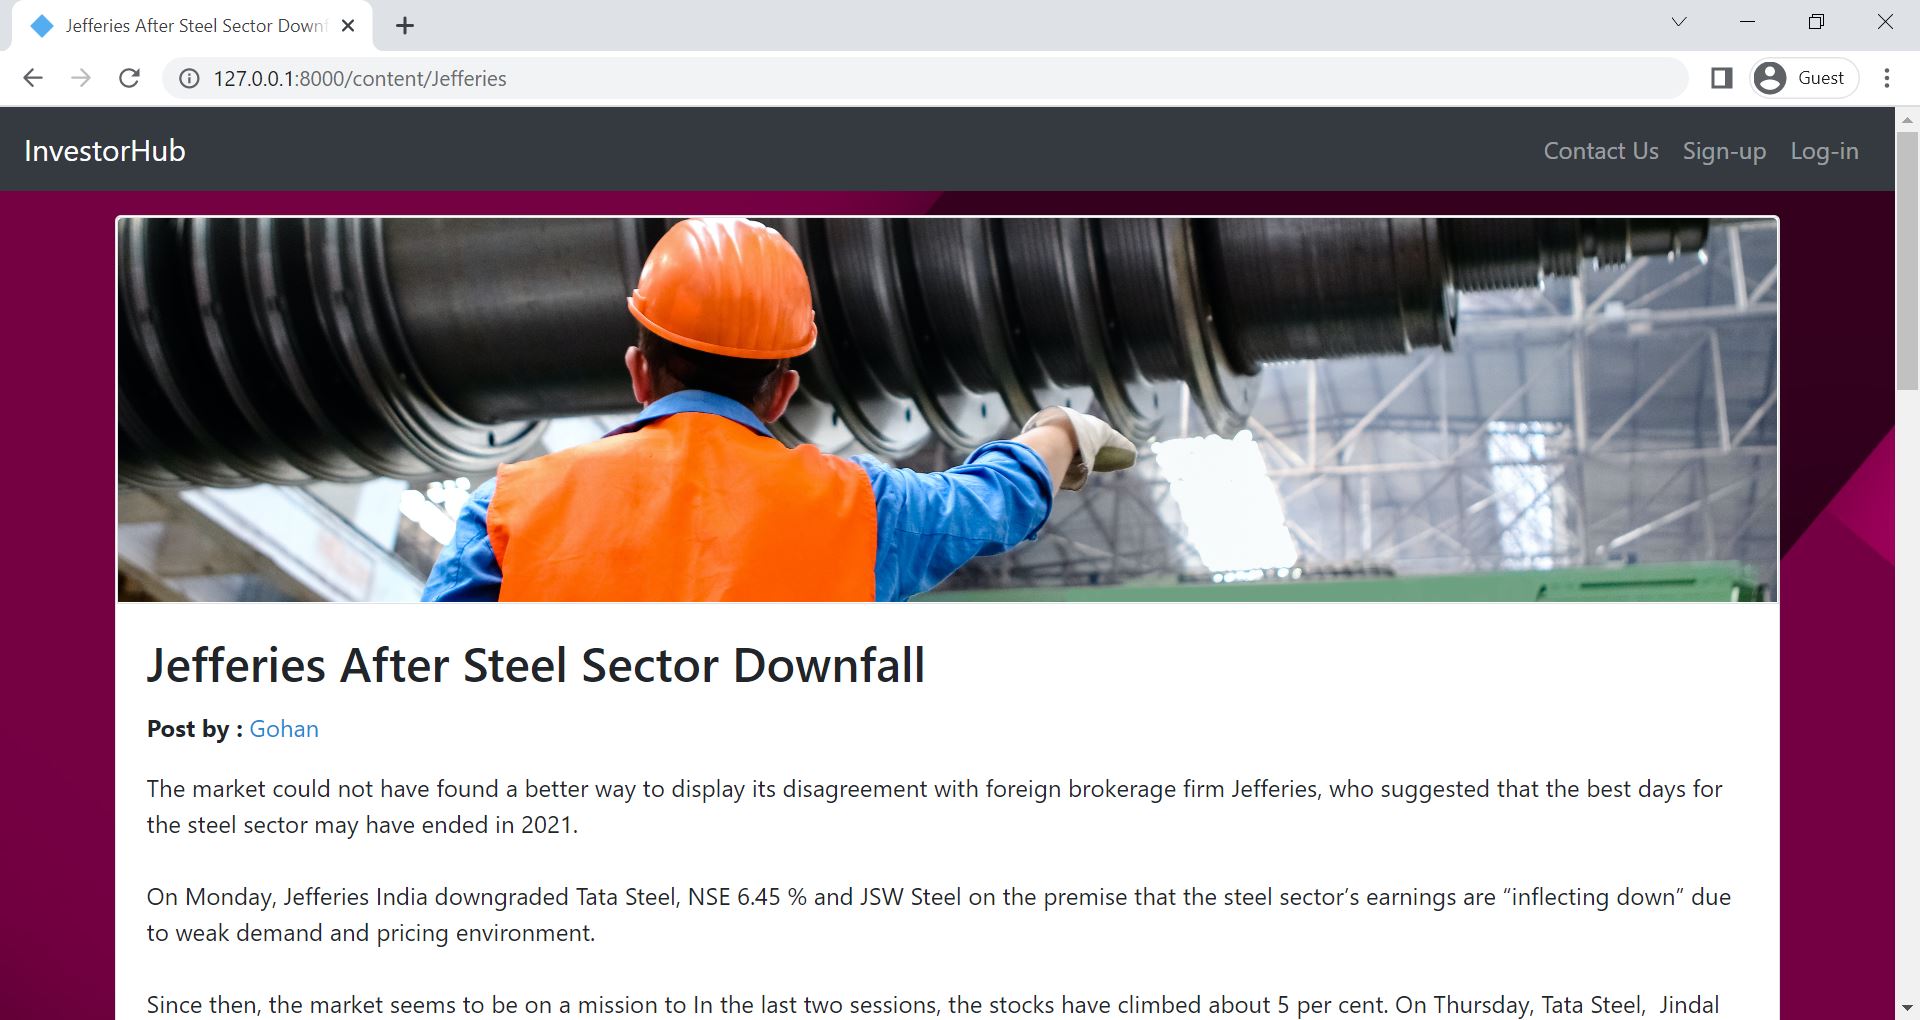 Jefferies After Steel Sector Downf
127.0.0.1:8000/content/Jefferies
Guest
InvestorHub
Contact Us Sign-up Log-in
Jefferies After Steel Sector Downfall
Post by : Gohan
The market could not have found a better way to display its disagreement with foreign brokerage firm Jefferies, who suggested that the best days for
the steel sector may have ended in 2021.
On Monday, Jefferies India downgraded Tata Steel, NSE 6.45 % and JSW Steel on the premise that the steel sector’s earnings are “inflecting down” due
to weak demand and pricing environment.
Since then, the market seems to be on a mission to In the last two sessions, the stocks have climbed about 5 per cent. On Thursday, Tata Steel,  Jindal